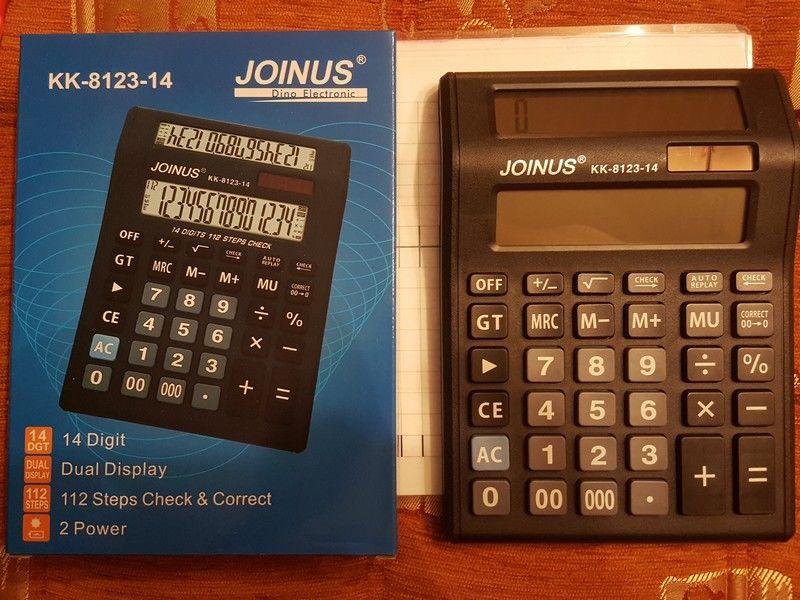 KK-8123-14
JOINUS®
Dino Electronic
JOINUS®
KK-8123-14
12345678901234
14 DIGITS 112 STEPS CHECK
OFF +/− √ CHECK → AUTO REPLAY CHECK ←
GT MRC M− M+ MU CORRECT 00→0
▶ 7 8 9 ÷ %
CE 4 5 6 × −
AC 1 2 3 + =
0 00 000 .
14 DGT 14 Digit
DUAL DISPLAY Dual Display
112 STEPS 112 Steps Check & Correct
2 Power
0
JOINUS® KK-8123-14
OFF +/− √ CHECK → AUTO REPLAY CHECK ←
GT MRC M− M+ MU CORRECT 00→0
▶ 7 8 9 ÷ %
CE 4 5 6 × −
AC 1 2 3 + =
0 00 000 .